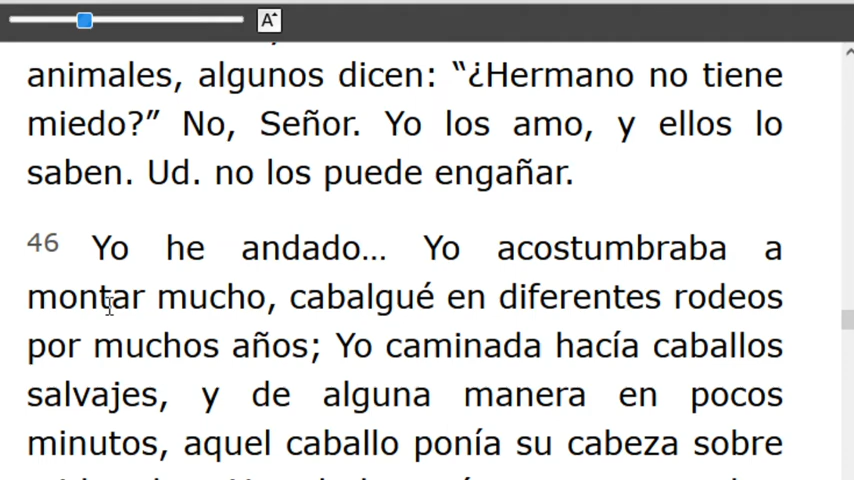 A
animales, algunos dicen: “¿Hermano no tiene
miedo?” No, Señor. Yo los amo, y ellos lo
saben. Ud. no los puede engañar.
46 Yo he andado… Yo acostumbraba a
montar mucho, cabalgué en diferentes rodeos
por muchos años; Yo caminada hacía caballos
salvajes, y de alguna manera en pocos
minutos, aquel caballo ponía su cabeza sobre